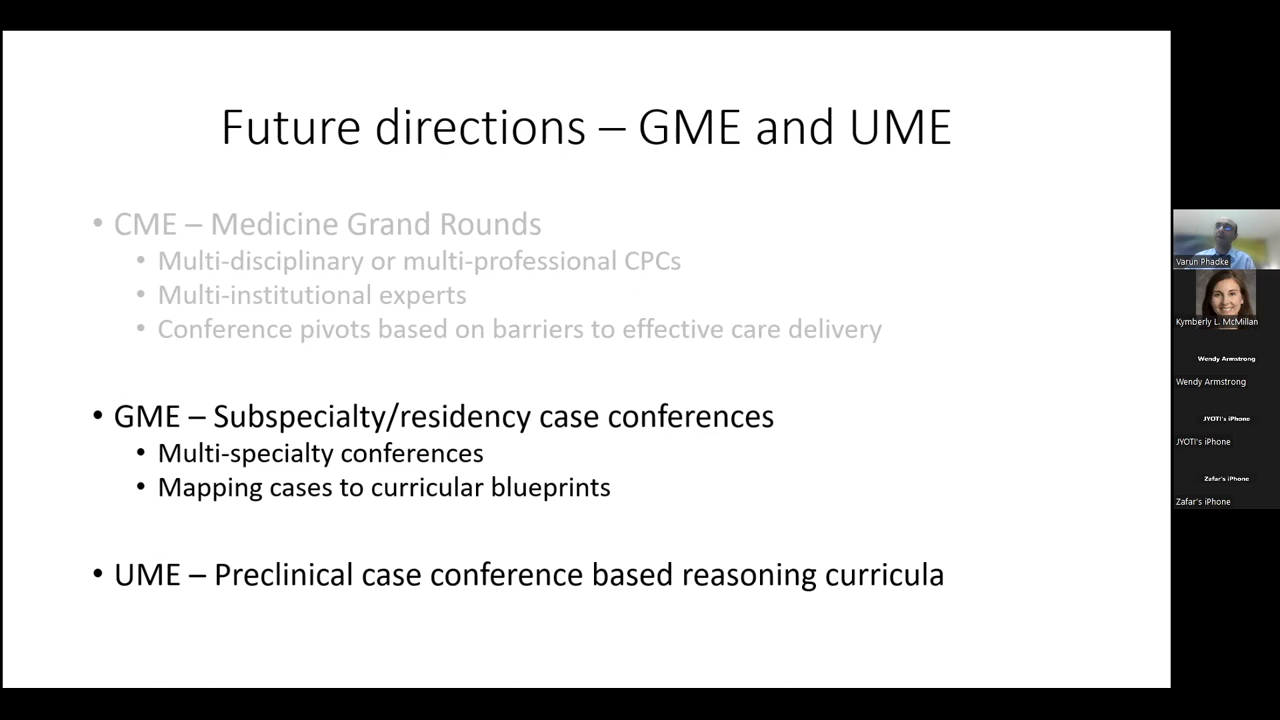 Future directions – GME and UME
• CME – Medicine Grand Rounds
• Multi-disciplinary or multi-professional CPCs
• Multi-institutional experts
• Conference pivots based on barriers to effective care delivery
• GME – Subspecialty/residency case conferences
• Multi-specialty conferences
• Mapping cases to curricular blueprints
• UME – Preclinical case conference based reasoning curricula
Varun Phadke
Kymberly L. McMillan
Wendy Armstrong
Wendy Armstrong
JYOTI's iPhone
JYOTI's iPhone
Zafar's iPhone
Zafar's iPhone